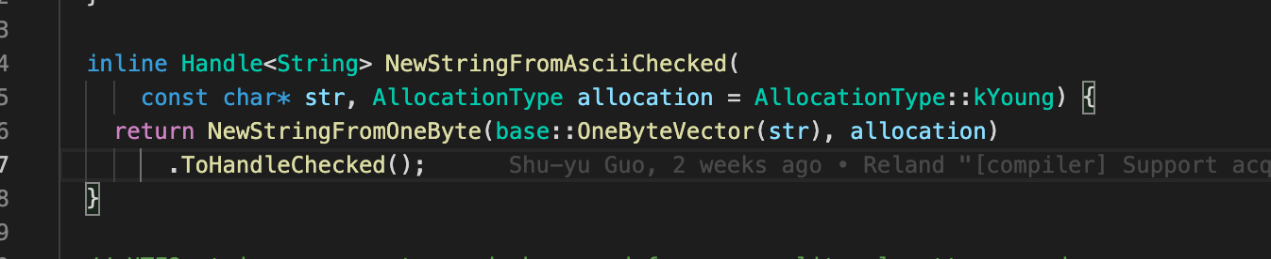 3
4 inline Handle<String> NewStringFromAsciiChecked(
5 const char* str, AllocationType allocation = AllocationType::kYoung) {
6 return NewStringFromOneByte(base::OneByteVector(str), allocation)
7 .ToHandleChecked(); Shu-yu Guo, 2 weeks ago • Reland "[compiler] Support acq
8 }
9